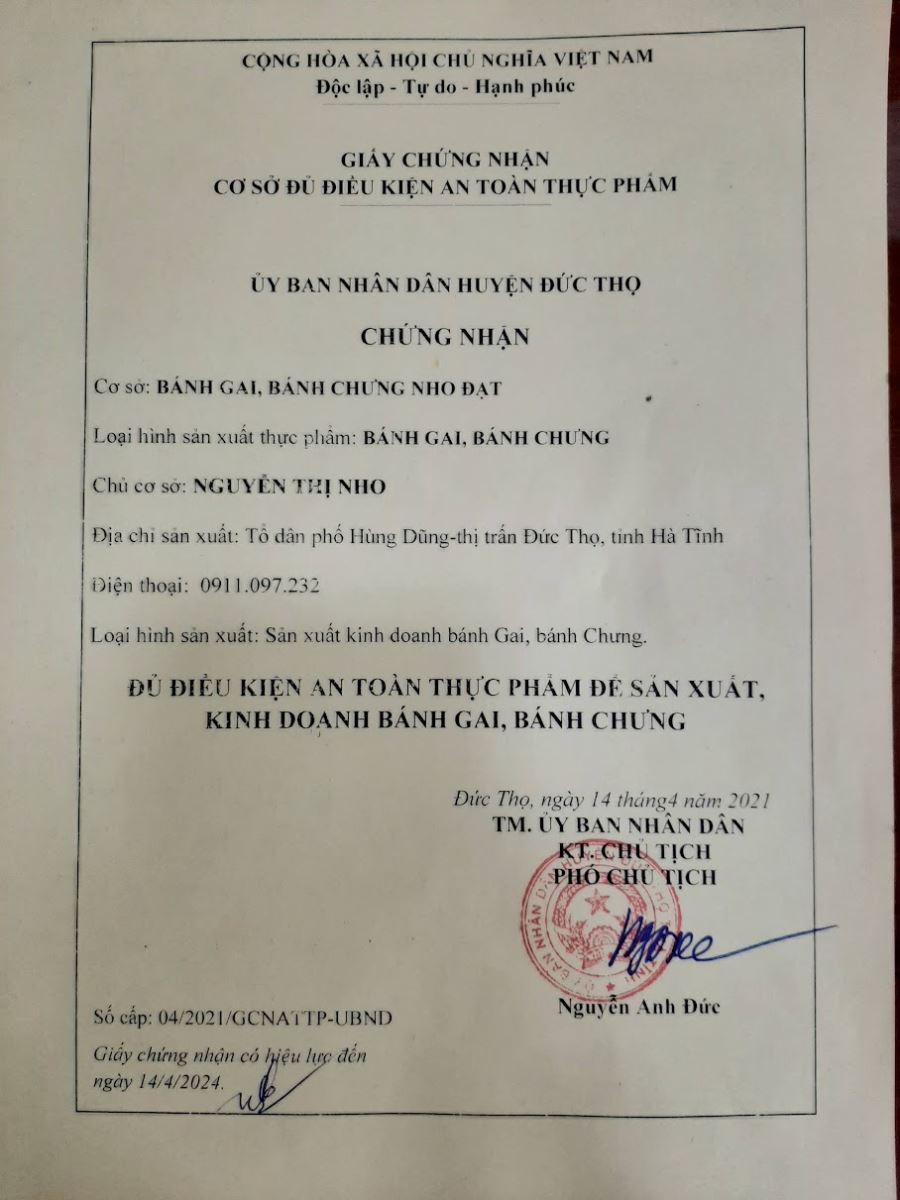 CỘNG HÒA XÃ HỘI CHỦ NGHĨA VIỆT NAM
Độc lập - Tự do - Hạnh phúc
GIẤY CHỨNG NHẬN
CƠ SỞ ĐỦ ĐIỀU KIỆN AN TOÀN THỰC PHẨM
ỦY BAN NHÂN DÂN HUYỆN ĐỨC THỌ
CHỨNG NHẬN
Cơ sở: BÁNH GAI, BÁNH CHƯNG NHO ĐẠT
Loại hình sản xuất thực phẩm: BÁNH GAI, BÁNH CHƯNG
Chủ cơ sở: NGUYỄN THỊ NHO
Địa chỉ sản xuất: Tổ dân phố Hùng Dũng-thị trấn Đức Thọ, tỉnh Hà Tĩnh
Điện thoại: 0911.097.232
Loại hình sản xuất: Sản xuất kinh doanh bánh Gai, bánh Chưng.
ĐỦ ĐIỀU KIỆN AN TOÀN THỰC PHẨM ĐỂ SẢN XUẤT,
KINH DOANH BÁNH GAI, BÁNH CHƯNG
Đức Thọ, ngày 14 tháng4 năm 2021
TM. ỦY BAN NHÂN DÂN
KT. CHỦ TỊCH
PHÓ CHỦ TỊCH
Nguyễn Anh Đức
Số cấp: 04/2021/GCNATTP-UBND
Giấy chứng nhận có hiệu lực đến
ngày 14/4/2024.